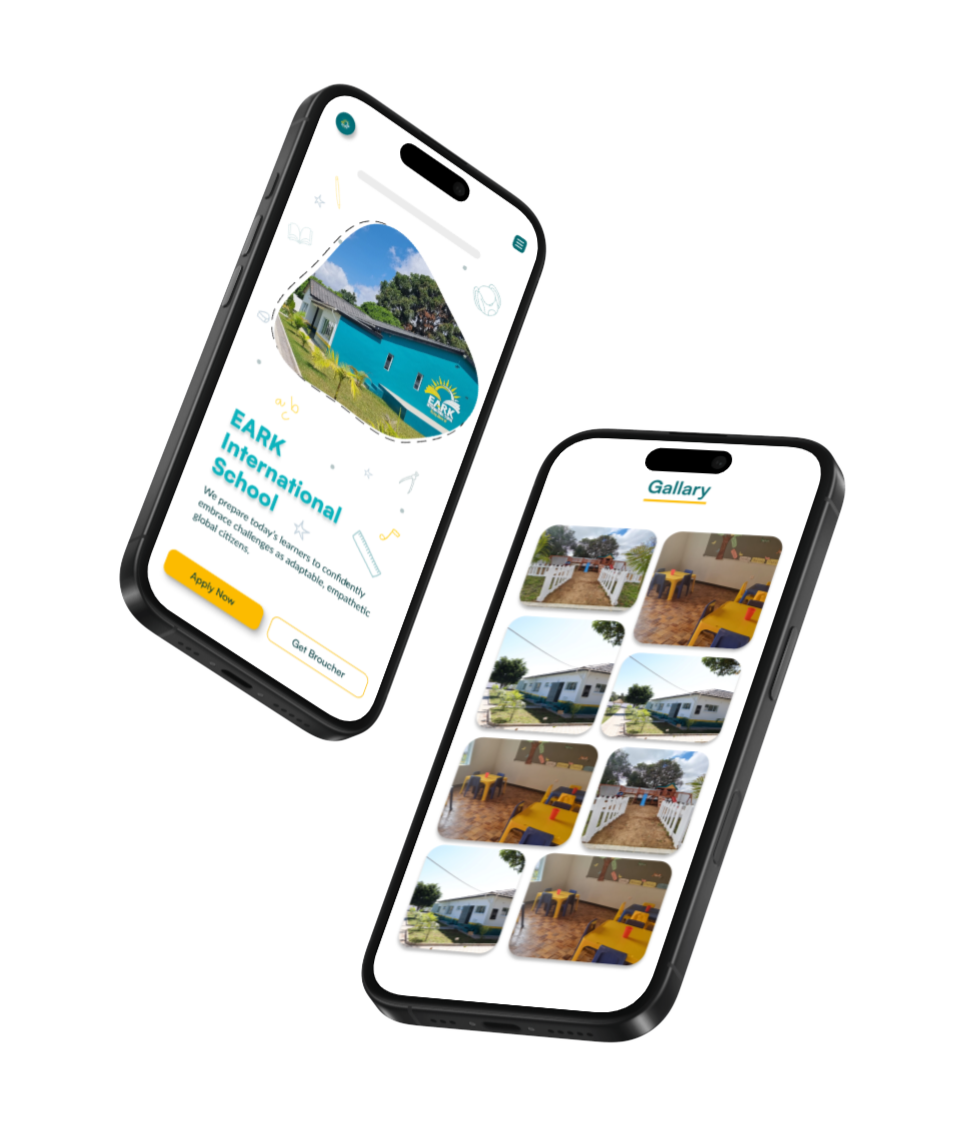 EARK
EARK
International
School
We prepare today's learners to confidently
embrace challenges as adaptable, empathetic
global citizens.
Apply Now
Get Broucher
a b
c
Gallary